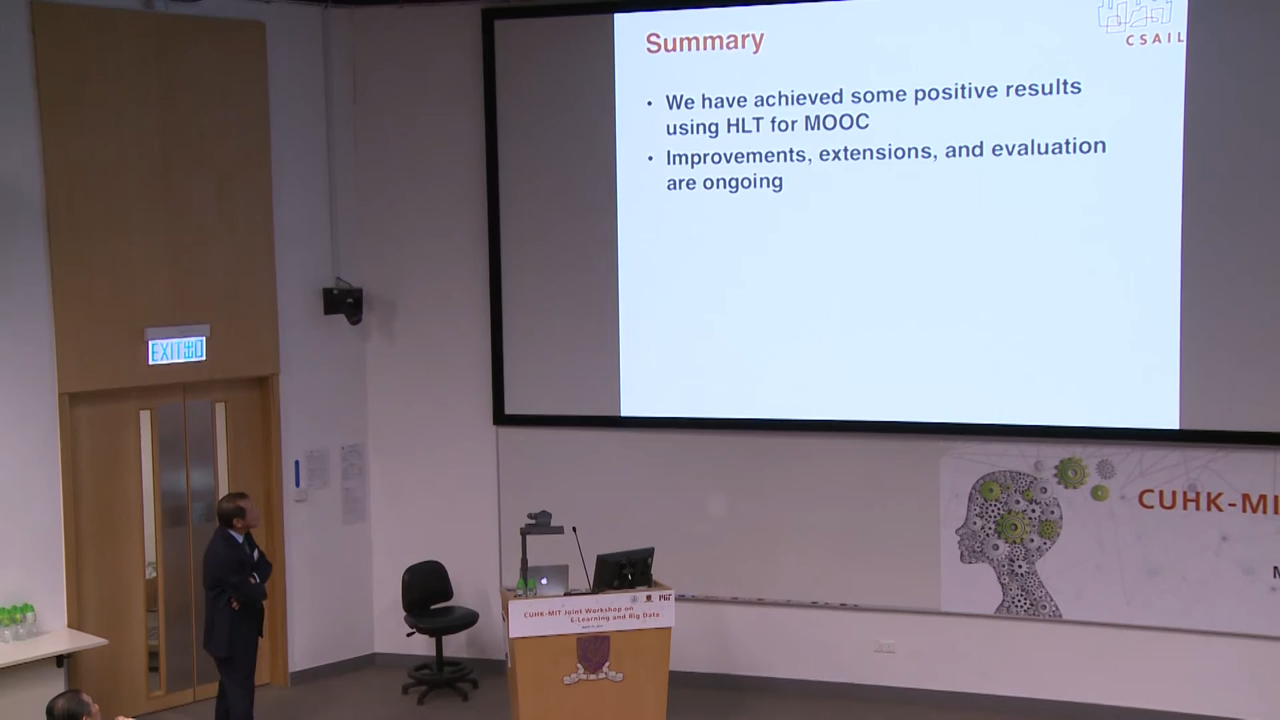 Summary
CSAIL
• We have achieved some positive results
using HLT for MOOC
• Improvements, extensions, and evaluation
are ongoing
EXIT出口
CUHK-MI
CUHK-MIT Joint Workshop on
E-Learning and Big Data